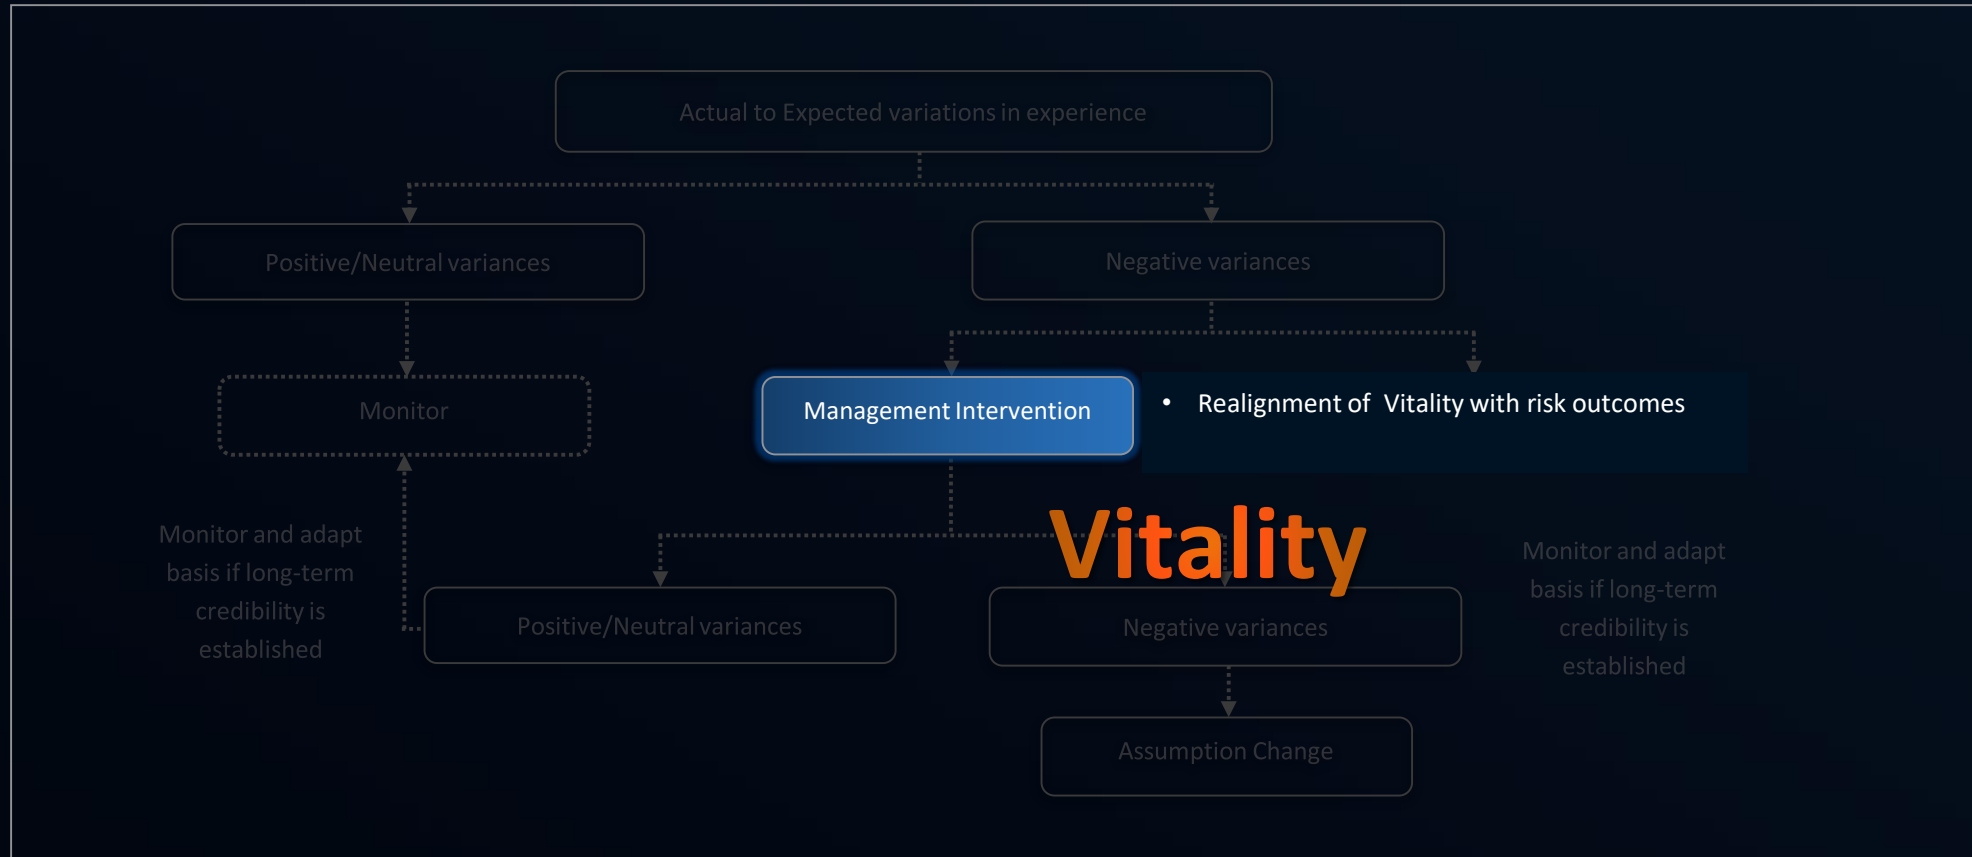 Actual to Expected variations in experience
Positive/Neutral variances
Negative variances
Monitor
Management Intervention
• Realignment of Vitality with risk outcomes
Vitality
Monitor and adapt
basis if long-term
credibility is
established
Positive/Neutral variances
Negative variances
Monitor and adapt
basis if long-term
credibility is
established
Assumption Change